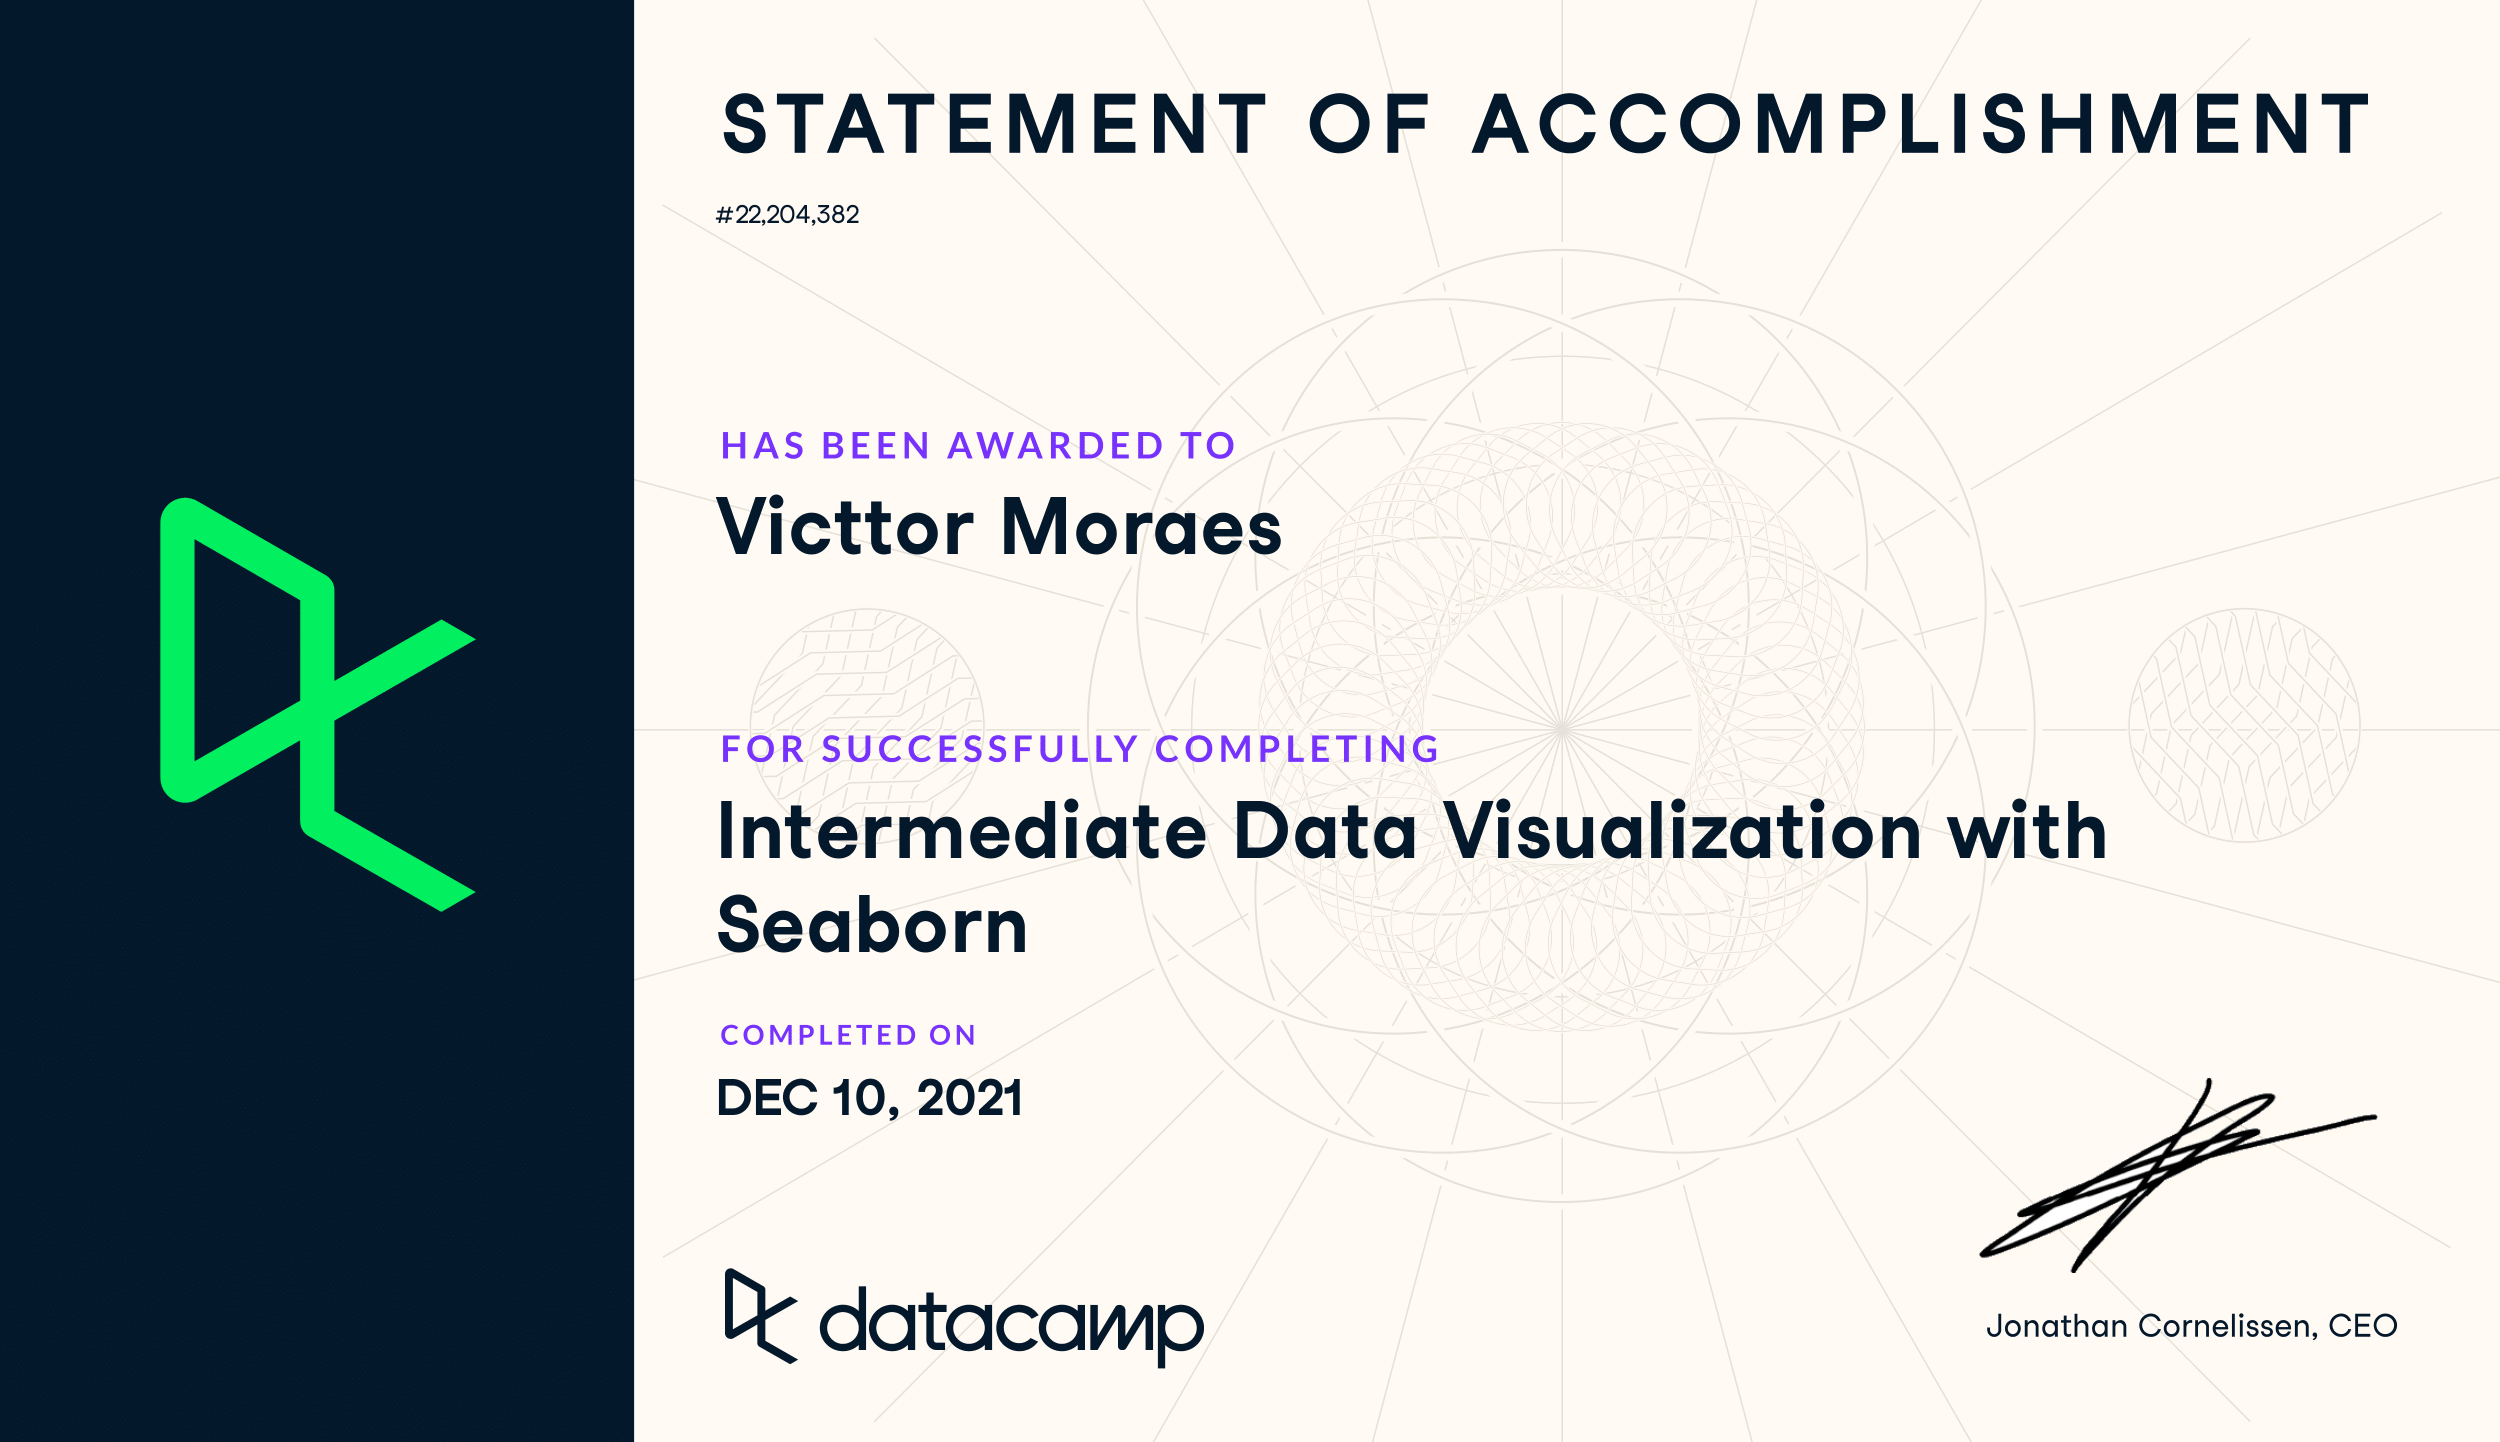 STATEMENT OF ACCOMPLISHMENT
#22,204,382
HAS BEEN AWARDED TO
Victtor Moraes
FOR SUCCESSFULLY COMPLETING
Intermediate Data Visualization with
Seaborn
COMPLETED ON
DEC 10, 2021
datacamp
Jonathan Cornelissen, CEO